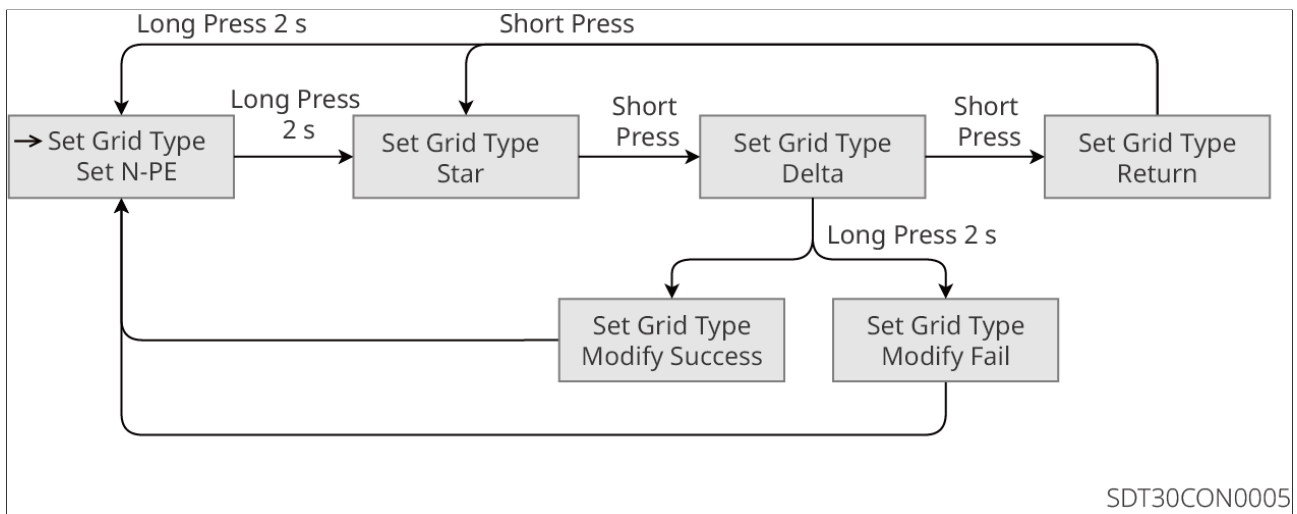 Long Press 2 s
Short Press
Long Press
2 s
Short
Press
Short
Press
Set Grid Type
Set N-PE
Set Grid Type
Star
Set Grid Type
Delta
Set Grid Type
Return
Long Press 2 s
Set Grid Type
Modify Success
Set Grid Type
Modify Fail
SDT30CON0005